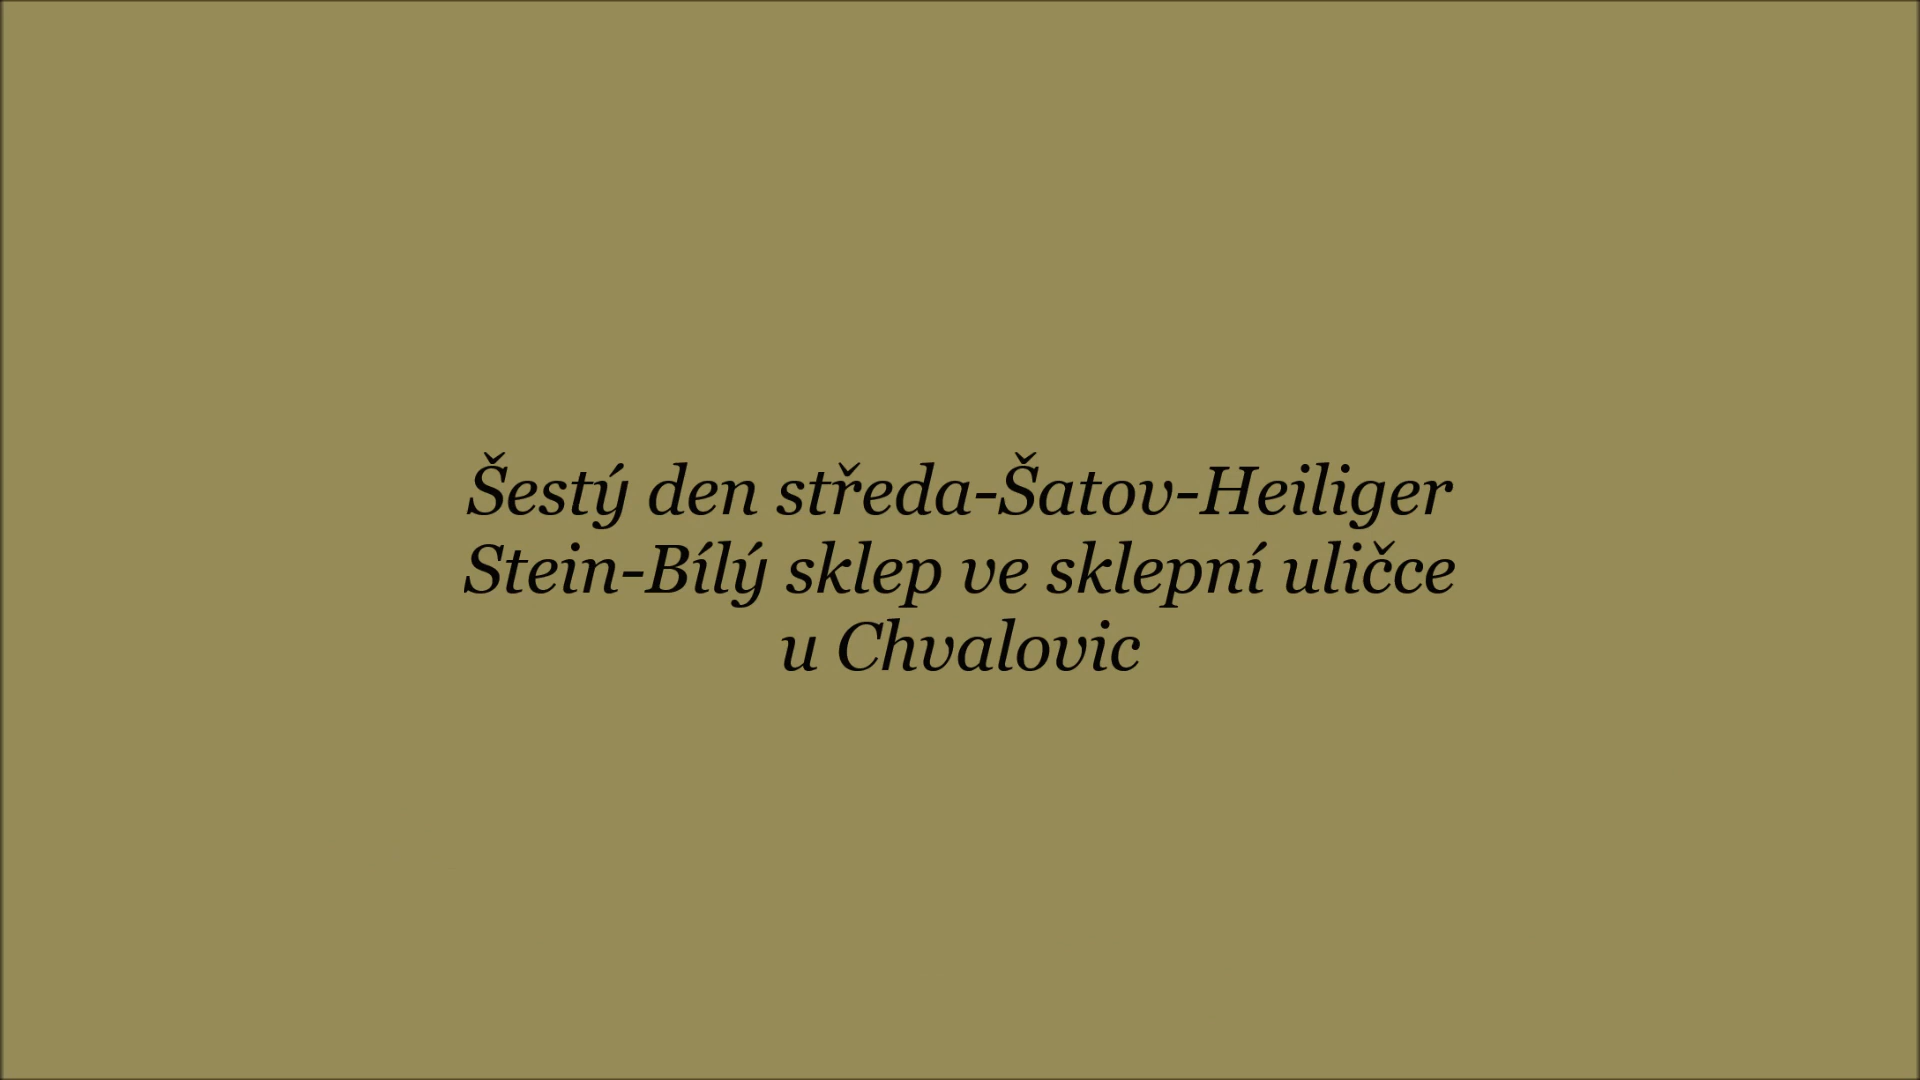 Šestý den středa-Šatov-Heiliger
Stein-Bílý sklep ve sklepní uličce
u Chvalovic